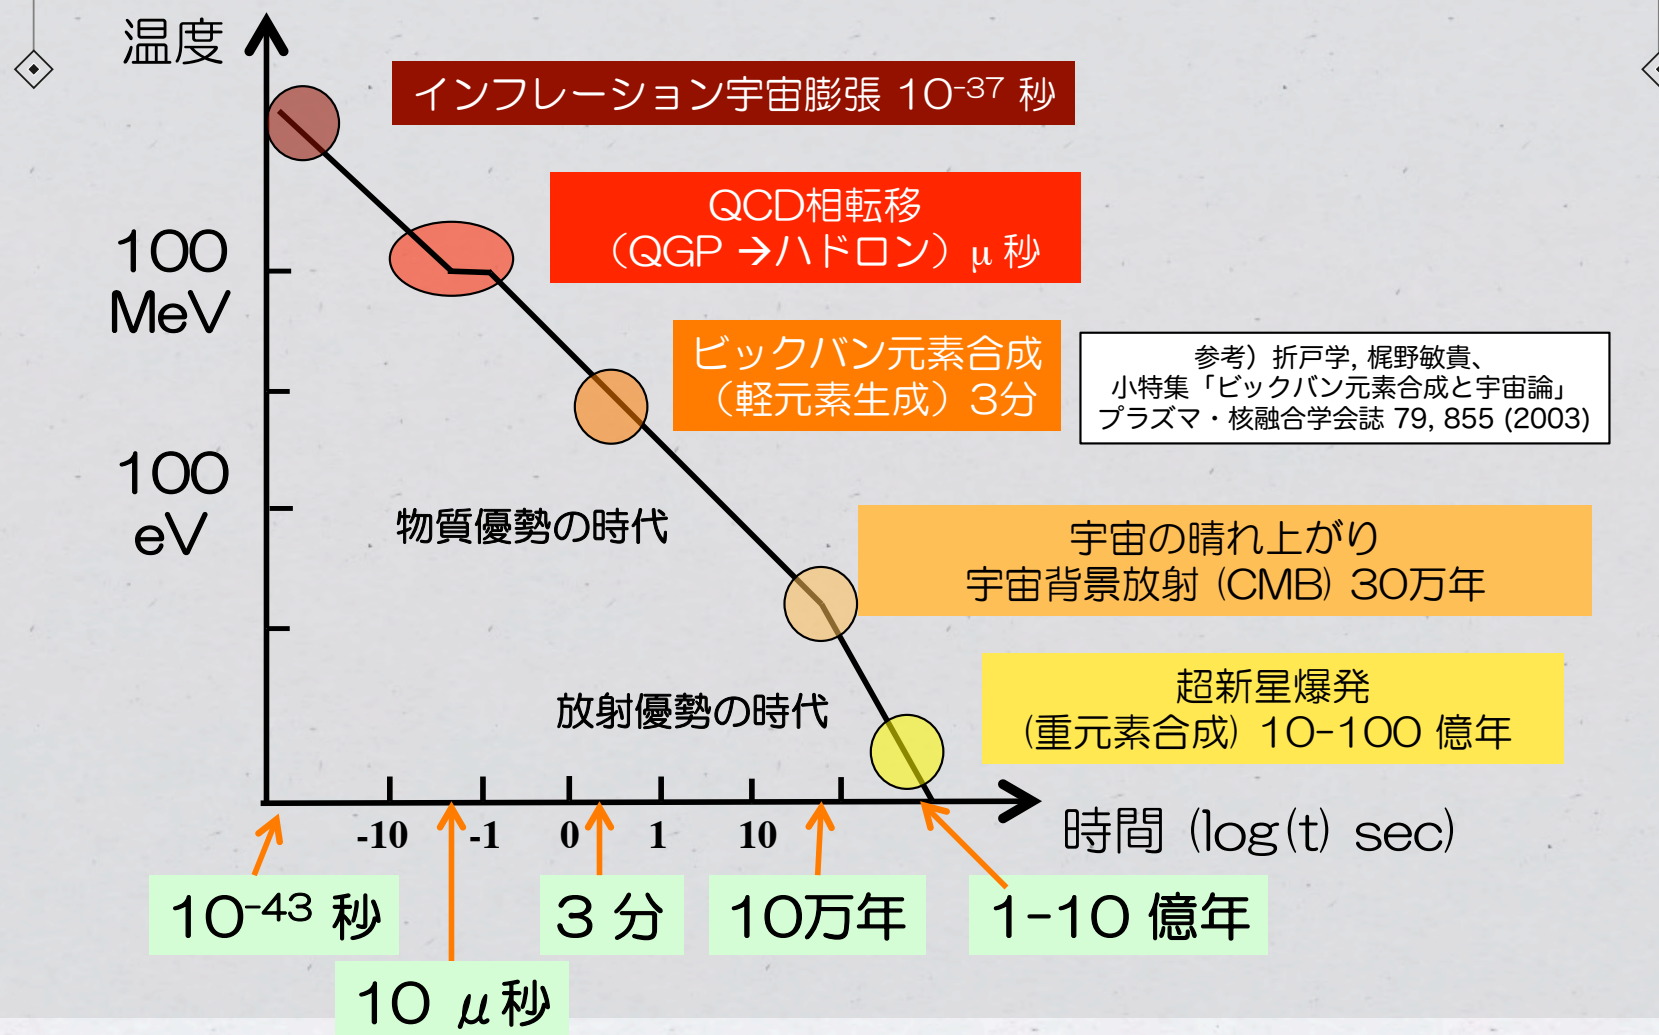 温度
インフレーション宇宙膨張 10⁻³⁷ 秒
QCD相転移
（QGP →ハドロン）μ 秒
100
MeV
ビックバン元素合成
（軽元素生成）3分
参考）折戸学, 梶野敏貴、
小特集「ビックバン元素合成と宇宙論」
プラズマ・核融合学会誌 79, 855 (2003)
100
eV
物質優勢の時代
宇宙の晴れ上がり
宇宙背景放射 (CMB) 30万年
放射優勢の時代
超新星爆発
(重元素合成) 10-100 億年
-10 -1 0 1 10
時間 (log(t) sec)
10⁻⁴³ 秒
3 分
10万年
1-10 億年
10 μ秒